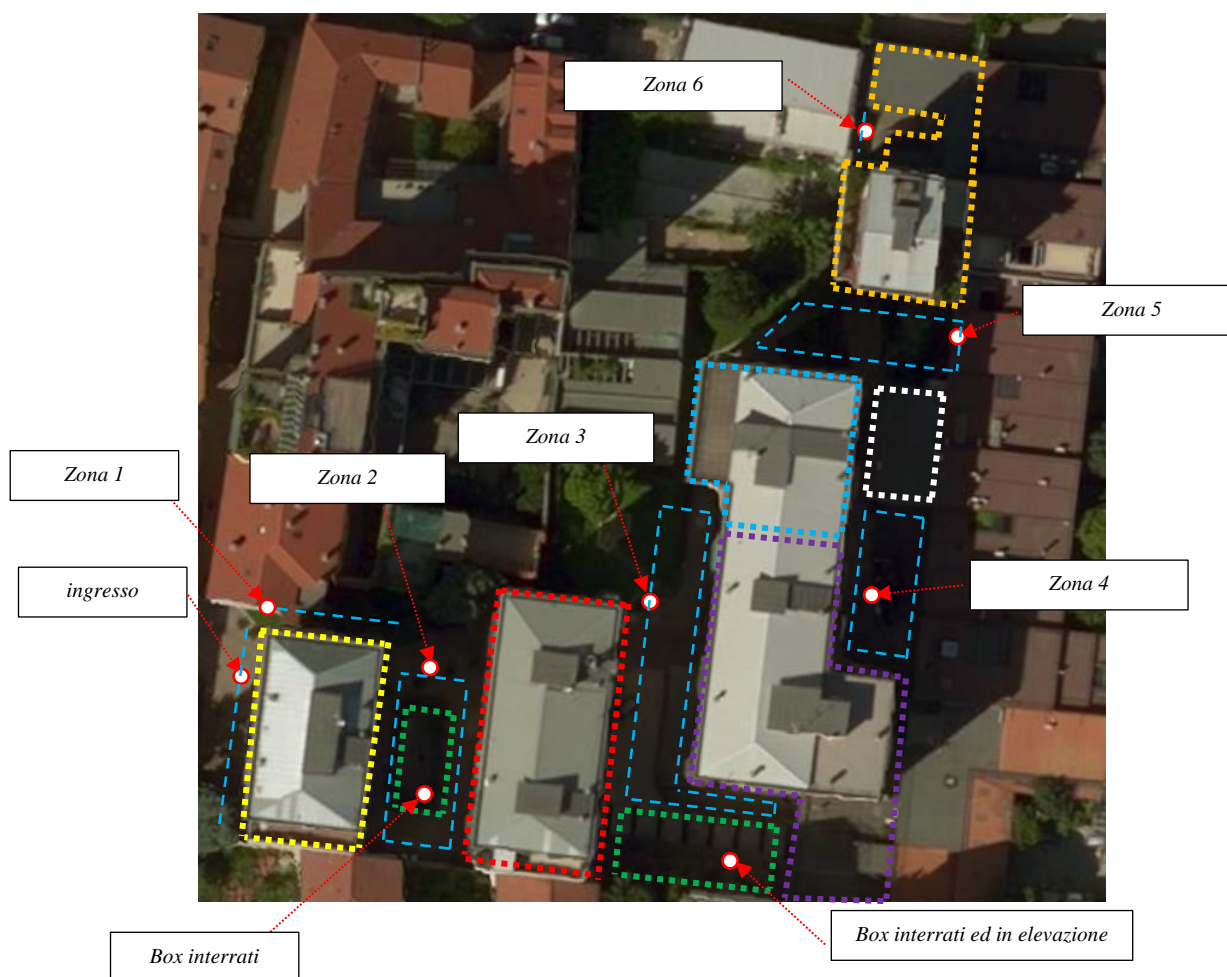 Zona 6
Zona 5
Zona 3
Zona 1
Zona 2
ingresso
Zona 4
Box interrati ed in elevazione
Box interrati